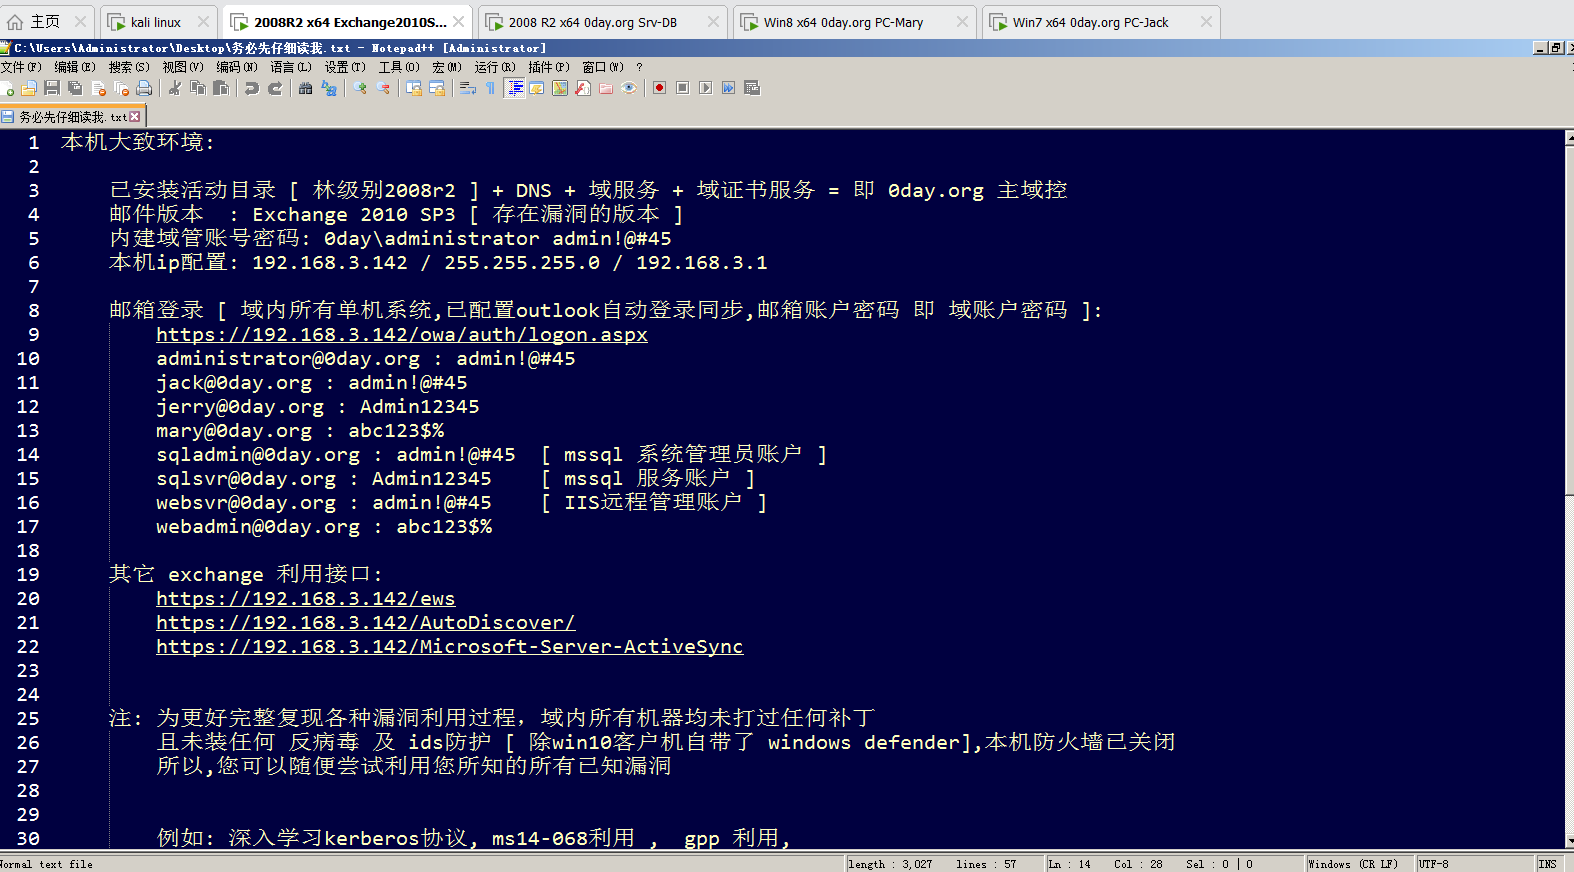 主页 kali linux 2008R2 x64 Exchange2010S... 2008 R2 x64 0day.org Srv-DB Win8 x64 0day.org PC-Mary Win7 x64 0day.org PC-Jack
C:\Users\Administrator\Desktop\务必先仔细读我.txt - Notepad++ [Administrator]
文件(F) 编辑(E) 搜索(S) 视图(V) 编码(N) 语言(L) 设置(T) 工具(O) 宏(M) 运行(R) 插件(P) 窗口(W) ?
务必先仔细读我.txt
1 本机大致环境:
2
3 已安装活动目录 [ 林级别2008r2 ] + DNS + 域服务 + 域证书服务 = 即 0day.org 主域控
4 邮件版本 : Exchange 2010 SP3 [ 存在漏洞的版本 ]
5 内建域管账号密码: 0day\administrator admin!@#45
6 本机ip配置: 192.168.3.142 / 255.255.255.0 / 192.168.3.1
7
8 邮箱登录 [ 域内所有单机系统,已配置outlook自动登录同步,邮箱账户密码 即 域账户密码 ]:
9 https://192.168.3.142/owa/auth/logon.aspx
10 administrator@0day.org : admin!@#45
11 jack@0day.org : admin!@#45
12 jerry@0day.org : Admin12345
13 mary@0day.org : abc123$%
14 sqladmin@0day.org : admin!@#45 [ mssql 系统管理员账户 ]
15 sqlsvr@0day.org : Admin12345 [ mssql 服务账户 ]
16 websvr@0day.org : admin!@#45 [ IIS远程管理账户 ]
17 webadmin@0day.org : abc123$%
18
19 其它 exchange 利用接口:
20 https://192.168.3.142/ews
21 https://192.168.3.142/AutoDiscover/
22 https://192.168.3.142/Microsoft-Server-ActiveSync
23
24
25 注: 为更好完整复现各种漏洞利用过程，域内所有机器均未打过任何补丁
26 且未装任何 反病毒 及 ids防护 [ 除win10客户机自带了 windows defender],本机防火墙已关闭
27 所以,您可以随便尝试利用您所知的所有已知漏洞
28
29
30 例如: 深入学习kerberos协议, ms14-068利用 , gpp 利用,
Normal text file length : 3,027 lines : 57 Ln : 14 Col : 28 Sel : 0 | 0 Windows (CR LF) UTF-8 INS